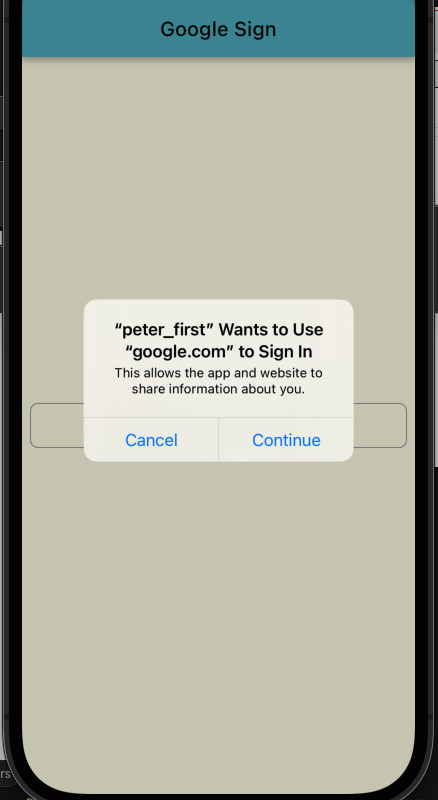 Google Sign
“peter_first” Wants to Use
“google.com” to Sign In
This allows the app and website to
share information about you.
Cancel
Continue
rs